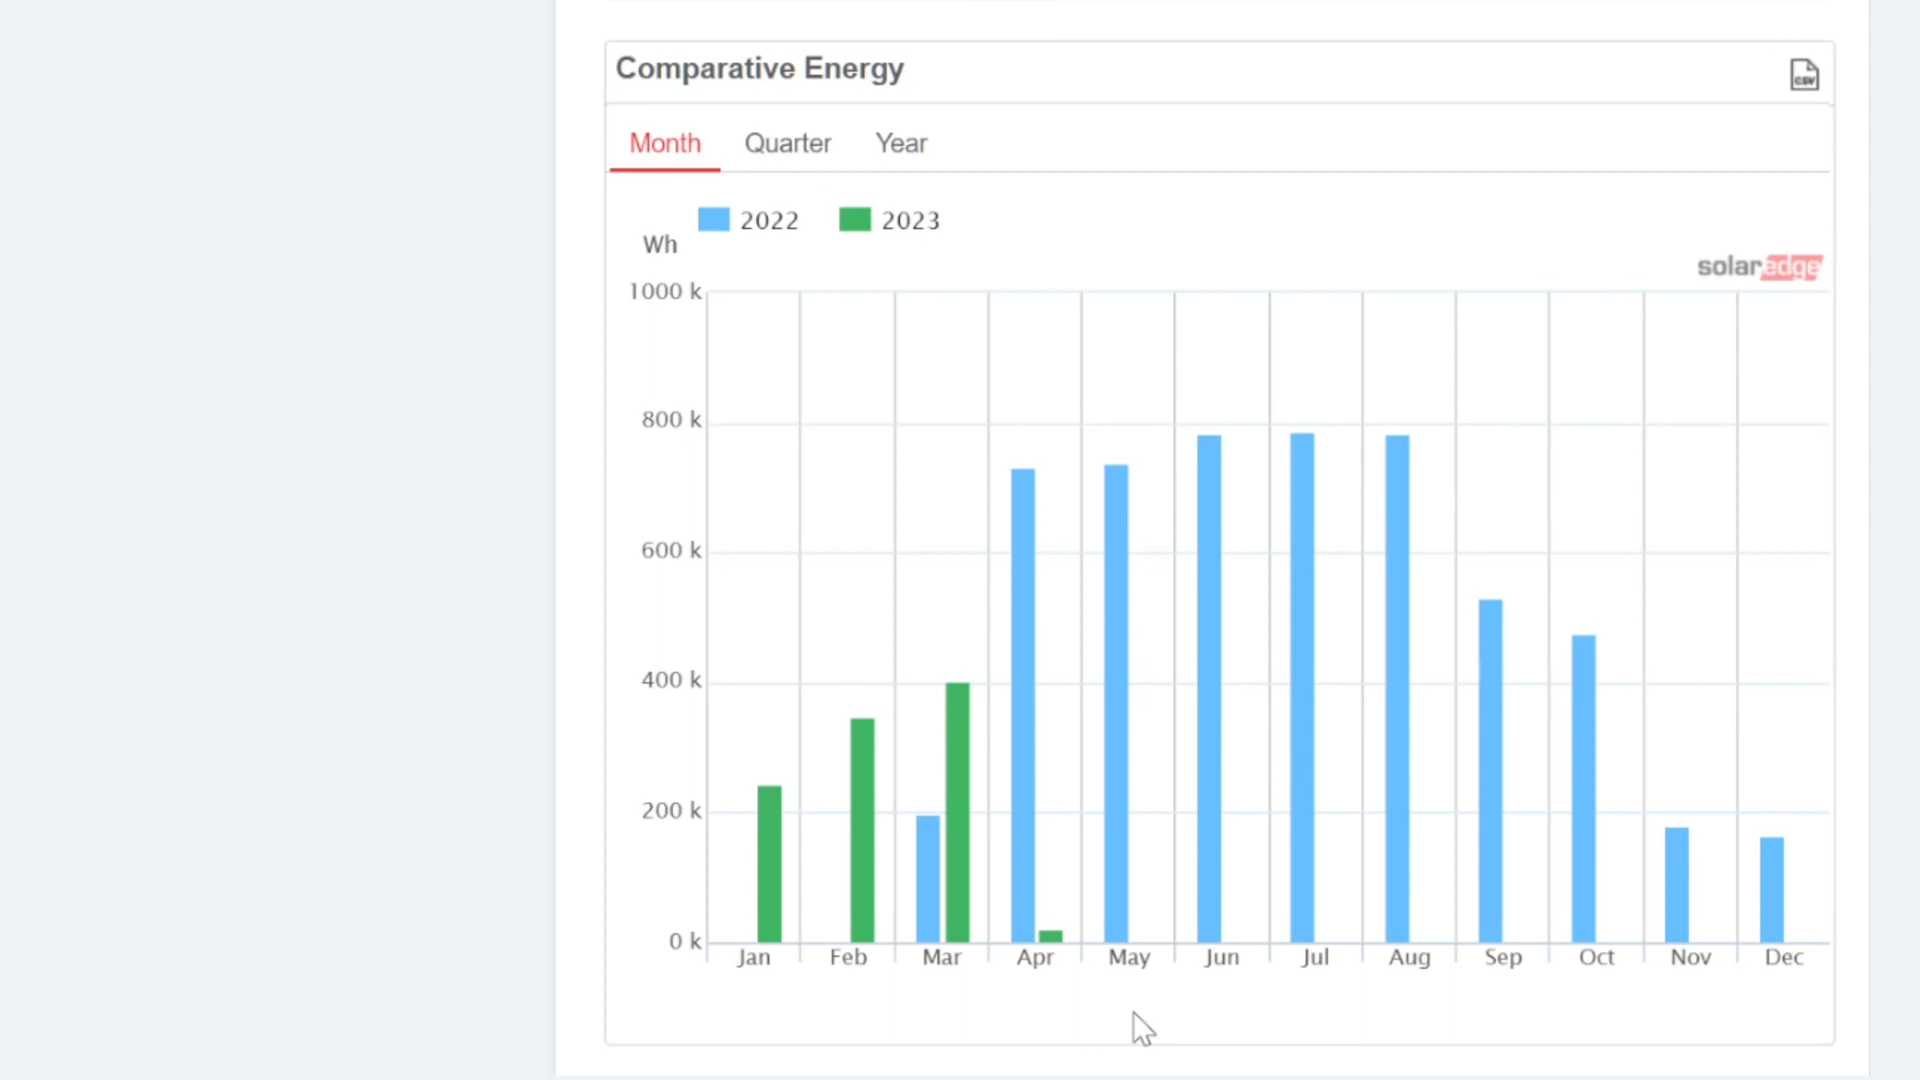 Comparative Energy
CSV
Month Quarter Year
2022 2023
Wh
solaredge
1000 k
800 k
600 k
400 k
200 k
0 k
Jan Feb Mar Apr May Jun Jul Aug Sep Oct Nov Dec